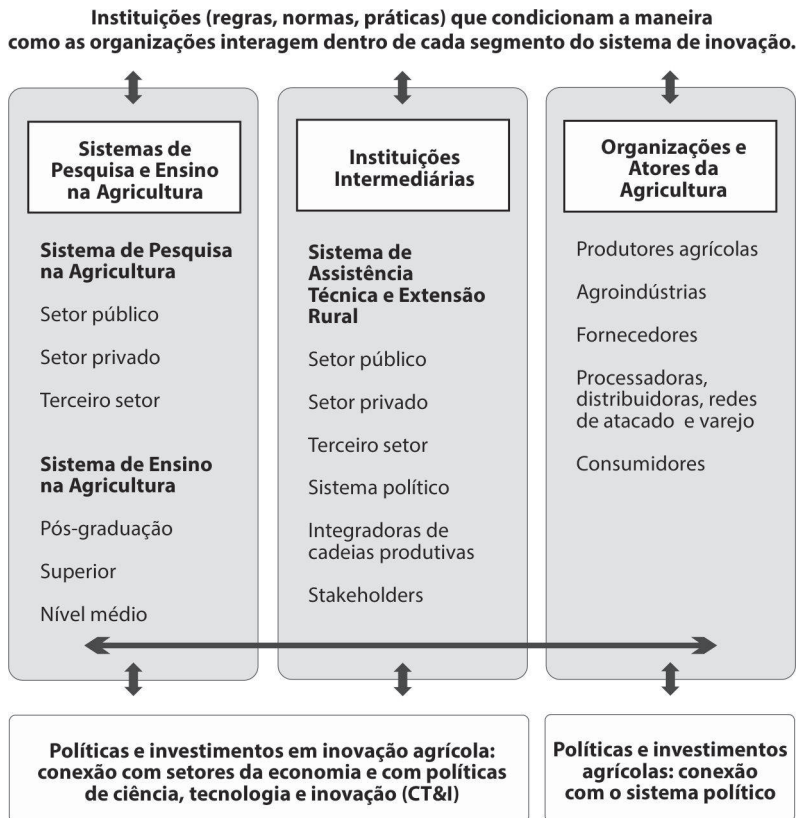 Instituições (regras, normas, práticas) que condicionam a maneira
como as organizações interagem dentro de cada segmento do sistema de inovação.
Sistemas de
Pesquisa e Ensino
na Agricultura
Sistema de Pesquisa
na Agricultura
Setor público
Setor privado
Terceiro setor
Sistema de Ensino
na Agricultura
Pós-graduação
Superior
Nível médio
Instituições
Intermediárias
Sistema de
Assistência
Técnica e Extensão
Rural
Setor público
Setor privado
Terceiro setor
Sistema político
Integradoras de
cadeias produtivas
Stakeholders
Organizações e
Atores da
Agricultura
Produtores agrícolas
Agroindústrias
Fornecedores
Processadoras,
distribuidoras, redes
de atacado e varejo
Consumidores
Políticas e investimentos em inovação agrícola:
conexão com setores da economia e com políticas
de ciência, tecnologia e inovação (CT&I)
Políticas e investimentos
agrícolas: conexão
com o sistema político